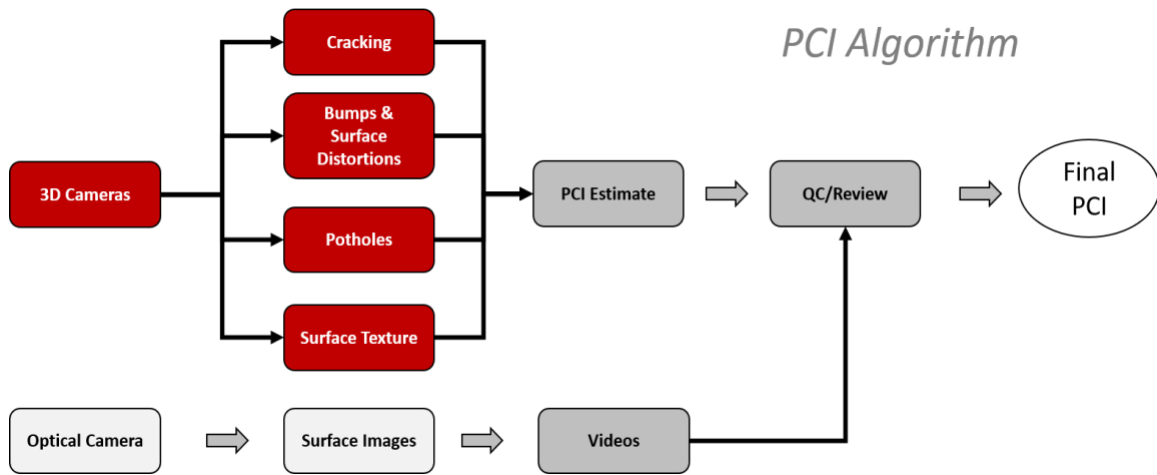 PCI Algorithm
Cracking
Bumps &
Surface
Distortions
3D Cameras
PCI Estimate
QC/Review
Final
PCI
Potholes
Surface Texture
Optical Camera
Surface Images
Videos